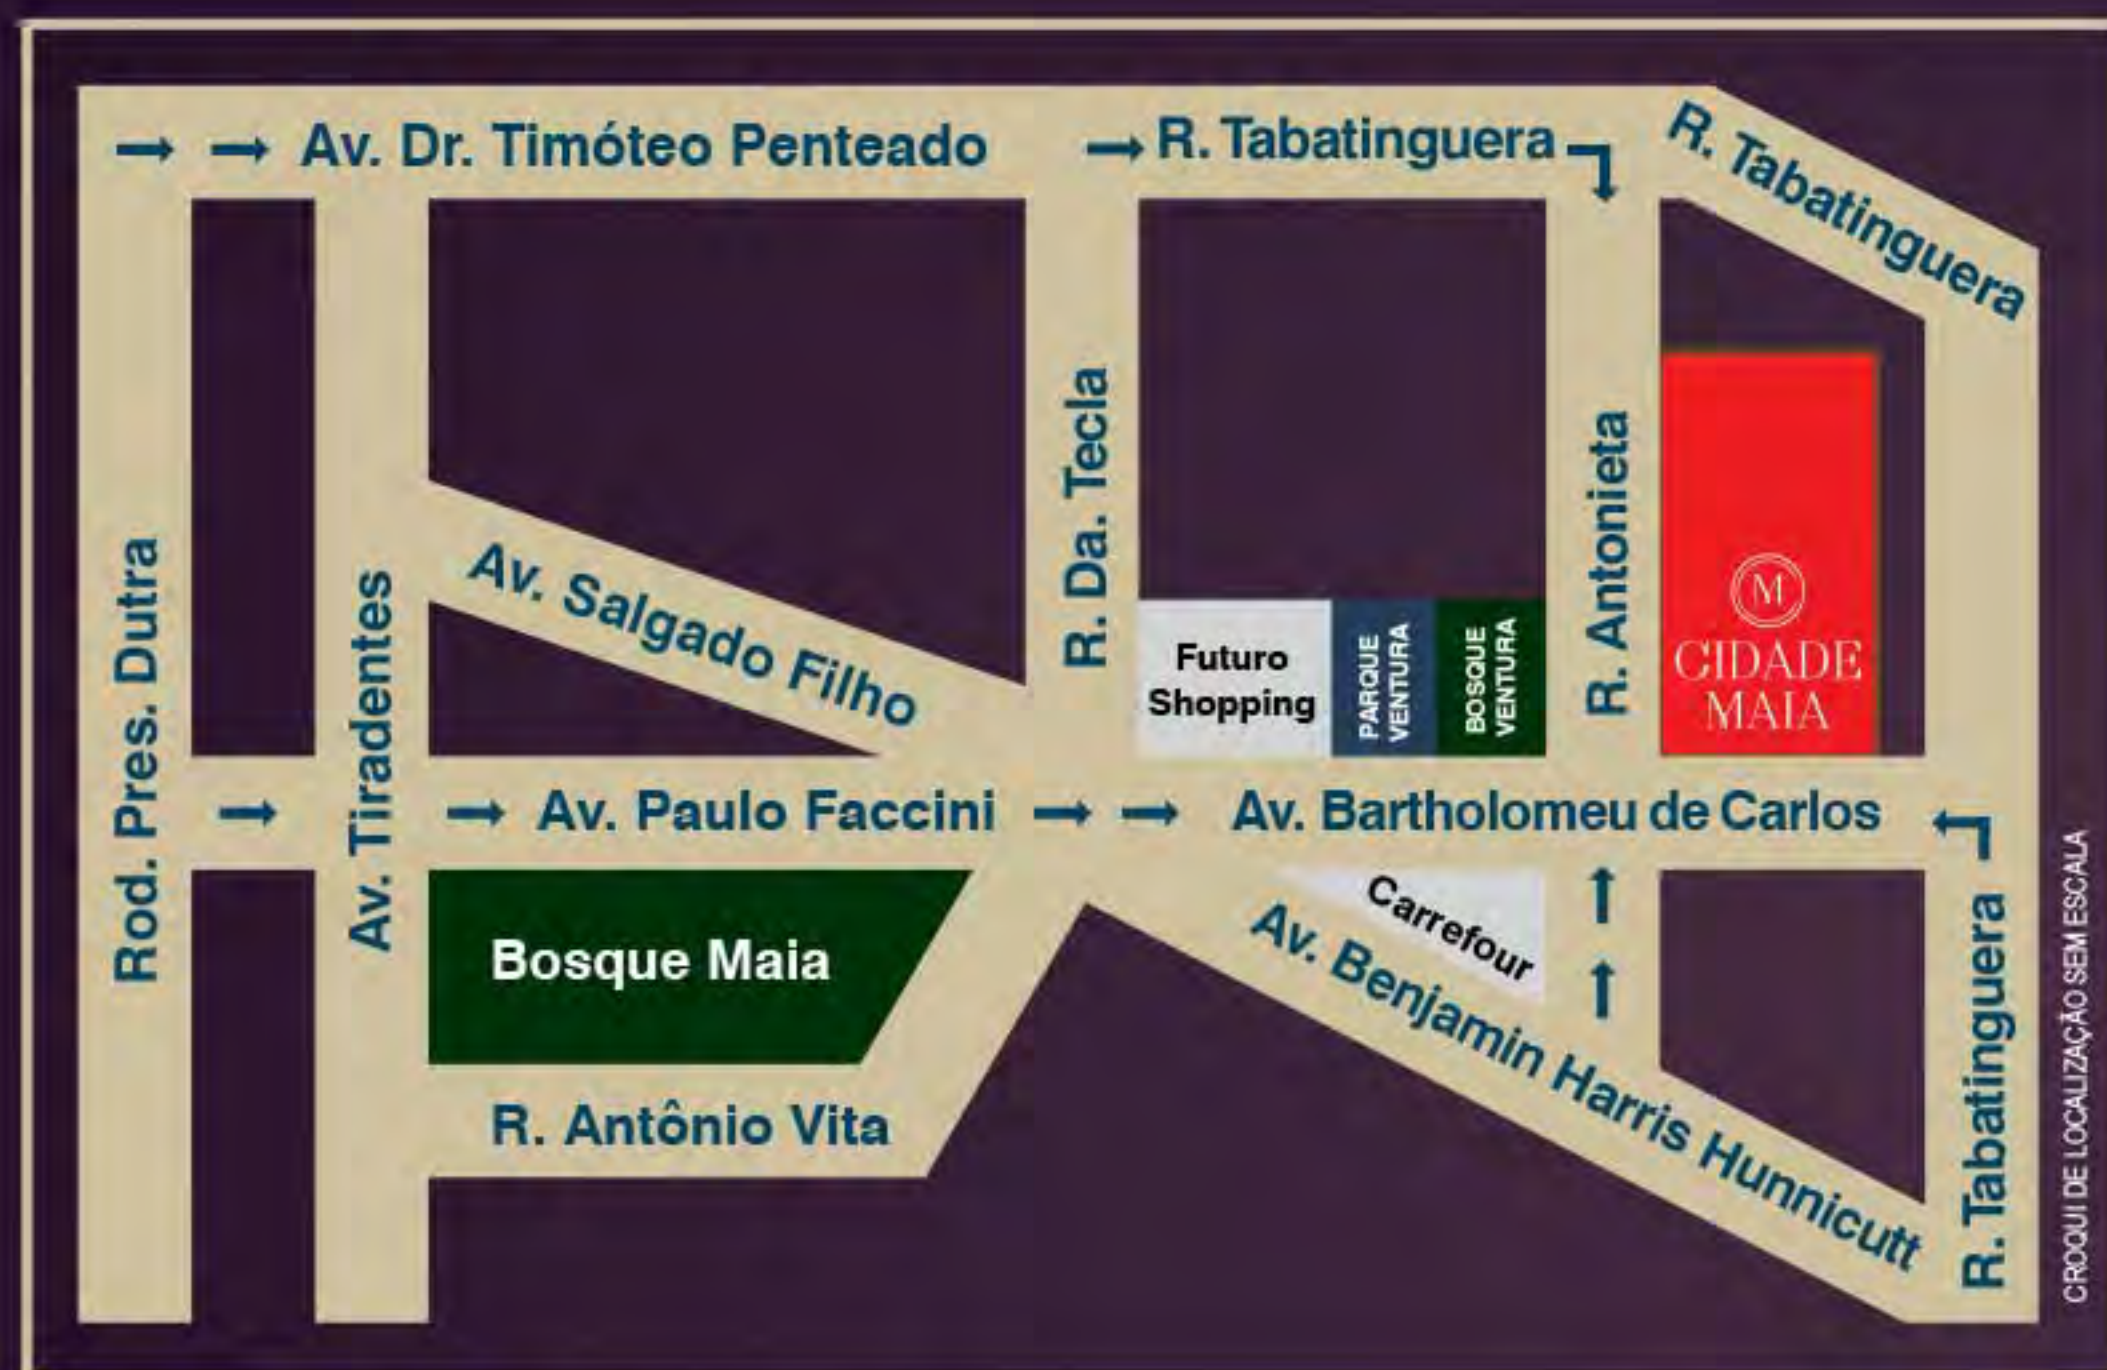 Av. Dr. Timóteo Penteado
R. Tabatinguera
R. Tabatinguera
Rod. Pres. Dutra
Av. Tiradentes
Av. Salgado Filho
R. Da. Tecla
Futuro
Shopping
PARQUE
VENTURA
BOSQUE
VENTURA
R. Antonieta
M
CIDADE
MAIA
Av. Paulo Faccini
Av. Bartholomeu de Carlos
Bosque Maia
Carrefour
Av. Benjamin Harris Hunnicutt
R. Antônio Vita
R. Tabatinguera
CROQUI DE LOCALIZAÇÃO SEM ESCALA